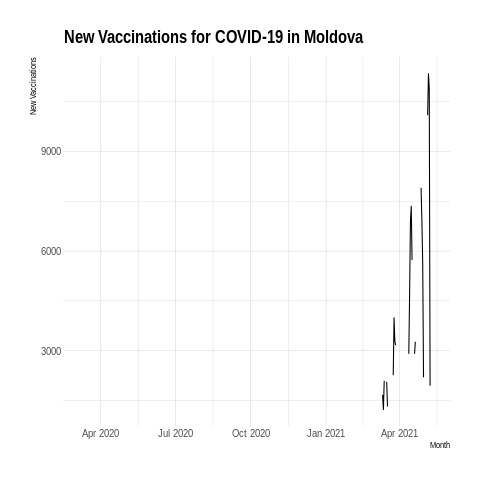 New Vaccinations for COVID-19 in Moldova
New Vaccinations
9000
6000
3000
Apr 2020 Jul 2020 Oct 2020 Jan 2021 Apr 2021
Month